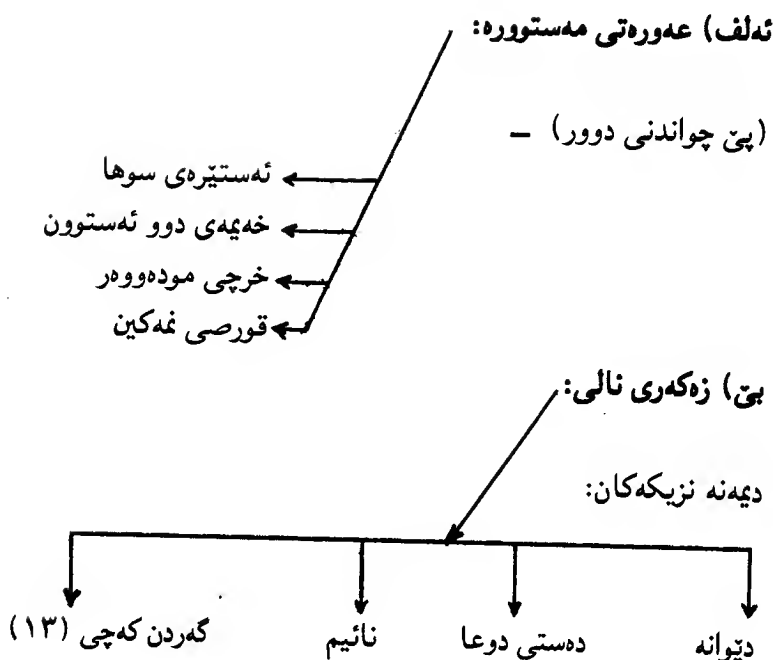 ئەلف) عەورەتی مەستوورە:
(پێ چواندنی دوور) –
ئەستێرەی سوها
خەیمەی دوو ئەستوون
خرچی مودەووەر
قورصی نمەکین
بێ) زەکەری نالی:
دیمەنە نزیکەکان:
دێوانە
دەستی دوعا
نائیم
گەردن کەچی (١٣)